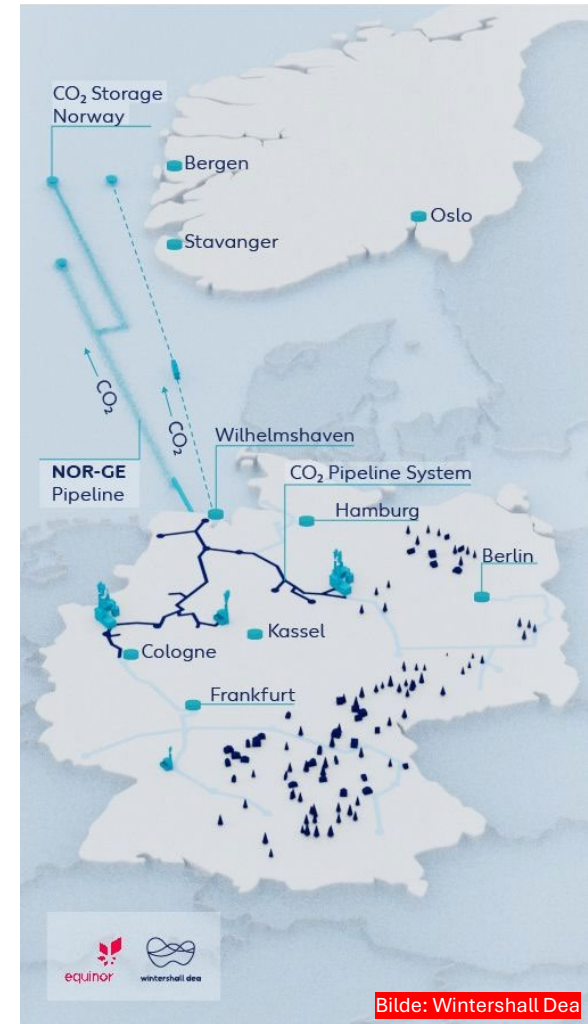 CO₂ Storage
Norway
Bergen
Oslo
Stavanger
CO₂
CO₂
Wilhelmshaven
NOR-GE
Pipeline
CO₂ Pipeline System
Hamburg
Berlin
Kassel
Cologne
Frankfurt
equinor
wintershall dea
Bilde: Wintershall Dea